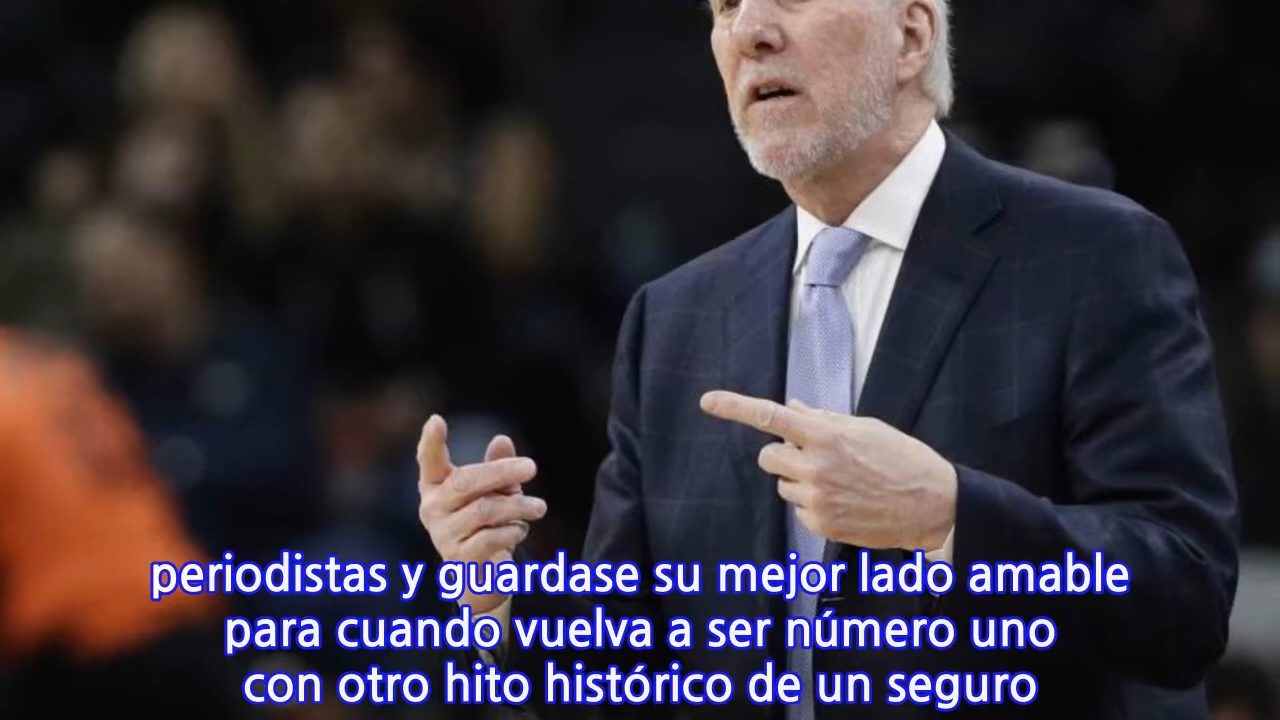 periodistas y guardase su mejor lado amable
para cuando vuelva a ser número uno
con otro hito histórico de un seguro